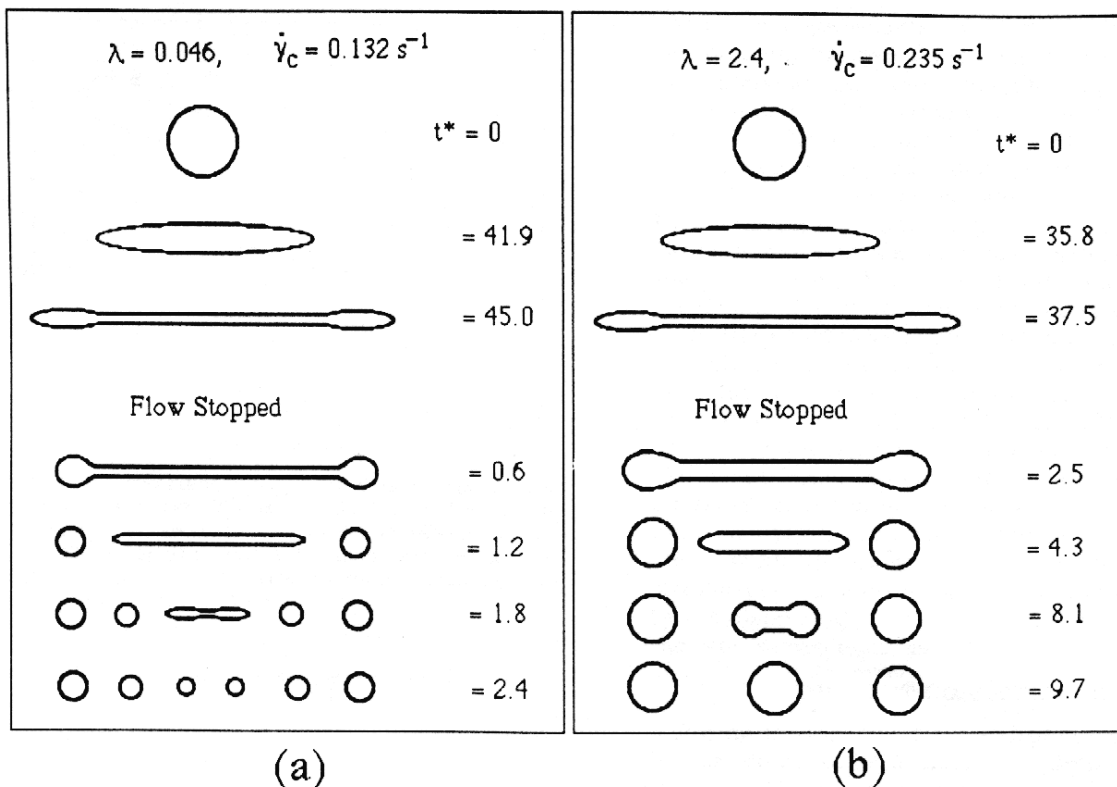 λ = 0.046, γ̇c = 0.132 s⁻¹
t* = 0
= 41.9
= 45.0
Flow Stopped
= 0.6
= 1.2
= 1.8
= 2.4
(a)
λ = 2.4, γ̇c = 0.235 s⁻¹
t* = 0
= 35.8
= 37.5
Flow Stopped
= 2.5
= 4.3
= 8.1
= 9.7
(b)